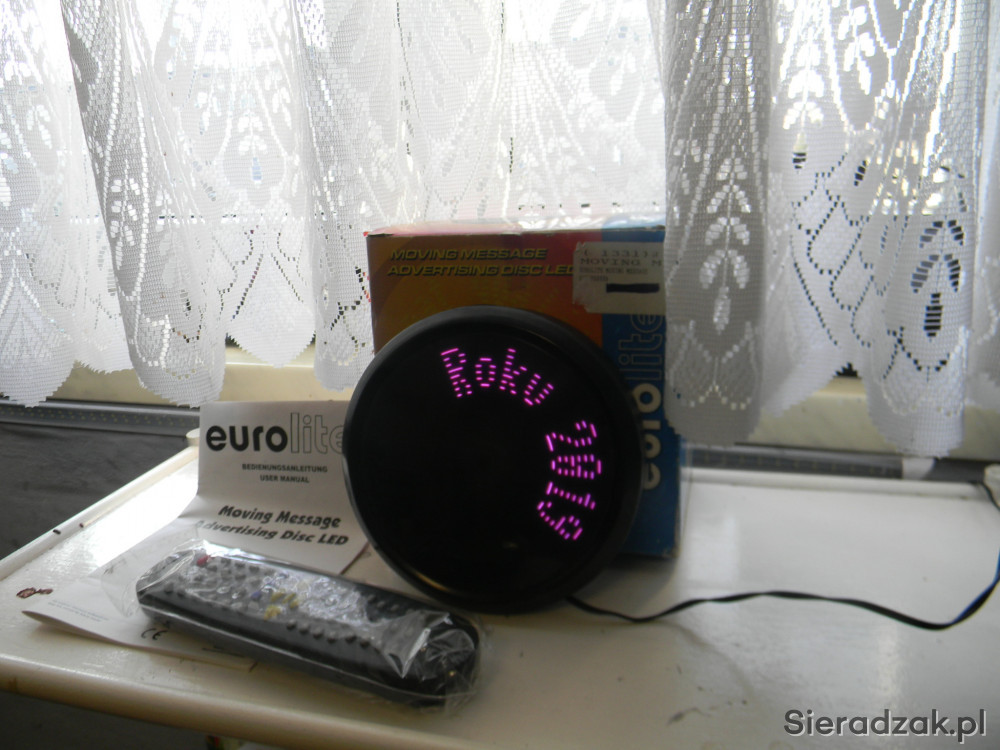 MOVING MESSAGE
ADVERTISING DISC LED
MOVING M
eurolite
Roku 2019
eurolite
BEDIENUNGSANLEITUNG
USER MANUAL
Moving Message
Advertising Disc LED
Sieradzak.pl